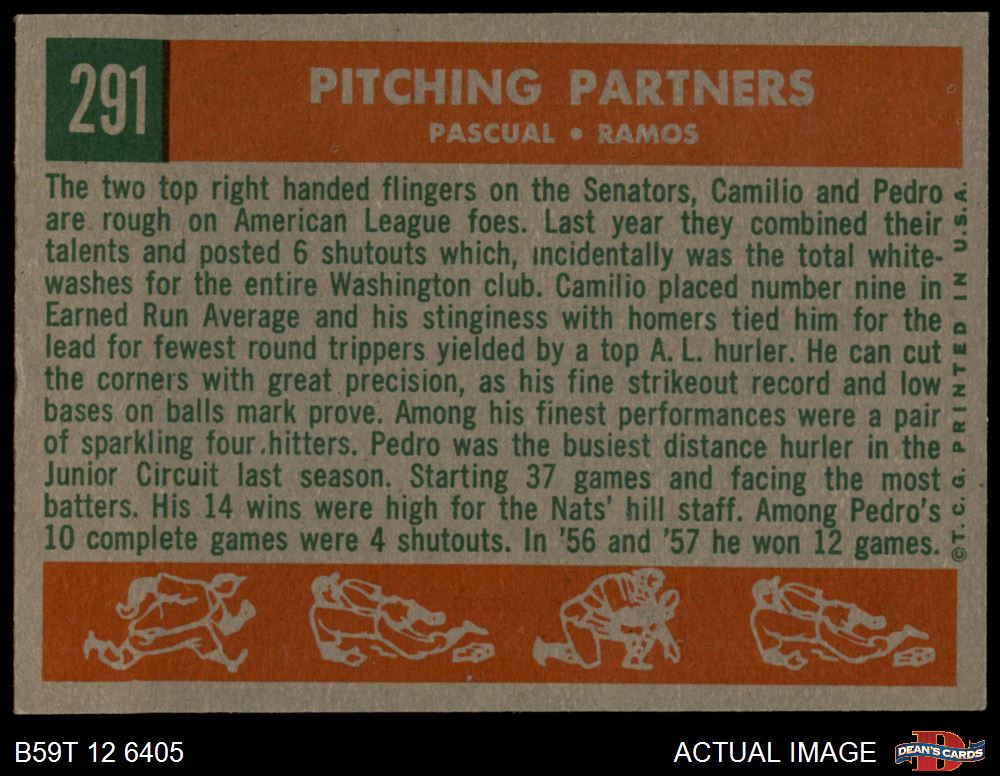 291
PITCHING PARTNERS
PASCUAL • RAMOS
The two top right handed flingers on the Senators, Camilio and Pedro
are rough on American League foes. Last year they combined their
talents and posted 6 shutouts which, incidentally was the total white-
washes for the entire Washington club. Camilio placed number nine in
Earned Run Average and his stinginess with homers tied him for the
lead for fewest round trippers yielded by a top A. L. hurler. He can cut
the corners with great precision, as his fine strikeout record and low
bases on balls mark prove. Among his finest performances were a pair
of sparkling four hitters. Pedro was the busiest distance hurler in the
Junior Circuit last season. Starting 37 games and facing the most
batters. His 14 wins were high for the Nats' hill staff. Among Pedro's
10 complete games were 4 shutouts. In '56 and '57 he won 12 games.
© T. C. G. PRINTED IN U.S.A.
B59T 12 6405
ACTUAL IMAGE
DEAN'S CARDS